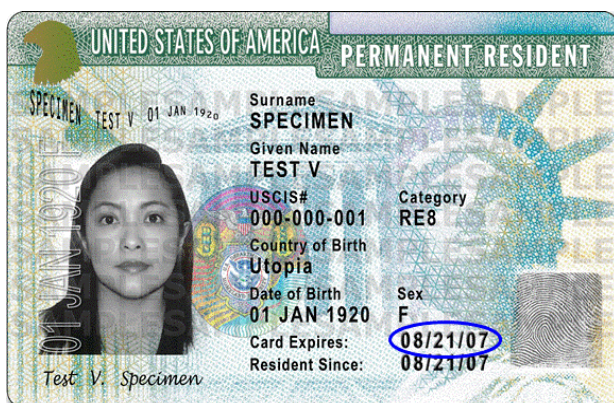 UNITED STATES OF AMERICA
PERMANENT RESIDENT
SPECIMEN TEST V 01 JAN 1920
Surname
SPECIMEN
Given Name
TEST V
USCIS# Category
000-000-001 RE8
Country of Birth
Utopia
Date of Birth Sex
01 JAN 1920 F
Card Expires: 08/21/07
Resident Since: 08/21/07
01 JAN 1920 F
Test V. Specimen